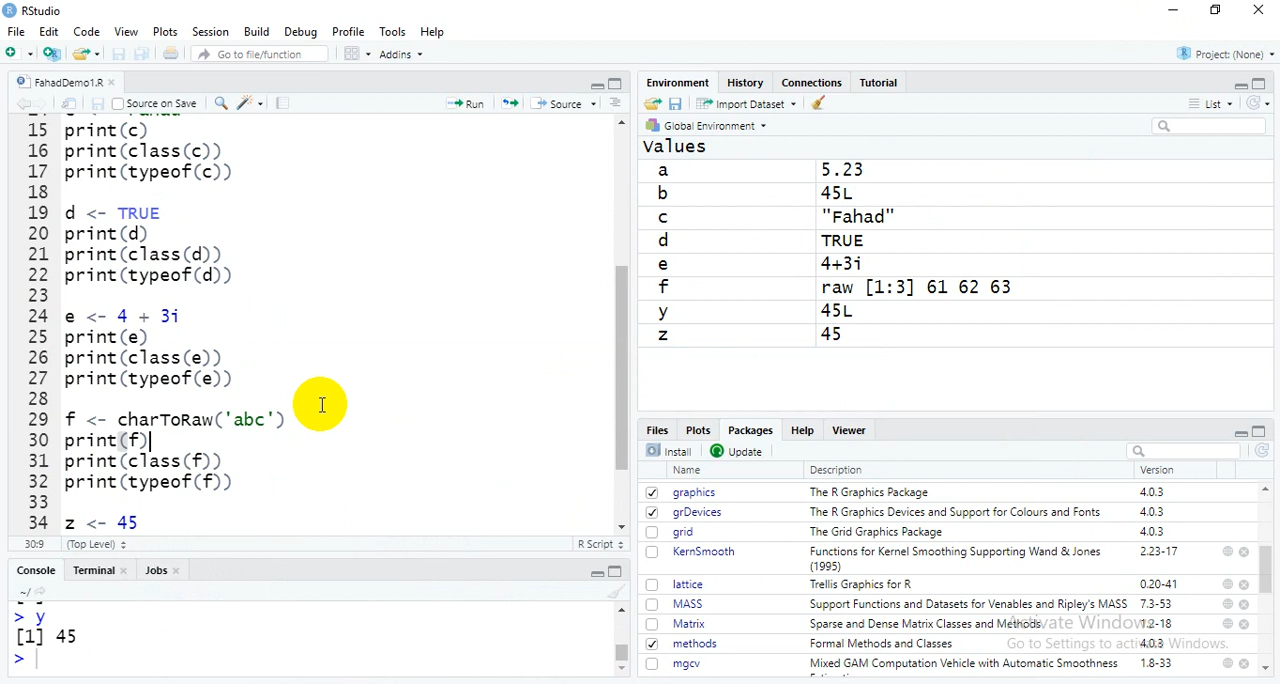 RStudio
File Edit Code View Plots Session Build Debug Profile Tools Help
Go to file/function Addins Project: (None)
FahadDemo1.R
Source on Save Run Source
15 print(c)
16 print(class(c))
17 print(typeof(c))
18
19 d <- TRUE
20 print(d)
21 print(class(d))
22 print(typeof(d))
23
24 e <- 4 + 3i
25 print(e)
26 print(class(e))
27 print(typeof(e))
28
29 f <- charToRaw('abc')
30 print(f)
31 print(class(f))
32 print(typeof(f))
33
34 z <- 45
30:9 (Top Level) R Script
Console Terminal Jobs
~/
> y
[1] 45
>
Environment History Connections Tutorial
Import Dataset List
Global Environment
Values
a 5.23
b 45L
c "Fahad"
d TRUE
e 4+3i
f raw [1:3] 61 62 63
y 45L
z 45
Files Plots Packages Help Viewer
Install Update
Name Description Version
graphics The R Graphics Package 4.0.3
grDevices The R Graphics Devices and Support for Colours and Fonts 4.0.3
grid The Grid Graphics Package 4.0.3
KernSmooth Functions for Kernel Smoothing Supporting Wand & Jones 2.23-17
(1995)
lattice Trellis Graphics for R 0.20-41
MASS Support Functions and Datasets for Venables and Ripley's MASS 7.3-53
Matrix Sparse and Dense Matrix Classes and Methods 1.2-18
methods Formal Methods and Classes 4.0.3
mgcv Mixed GAM Computation Vehicle with Automatic Smoothness 1.8-33
Activate Windows
Go to Settings to activate Windows.